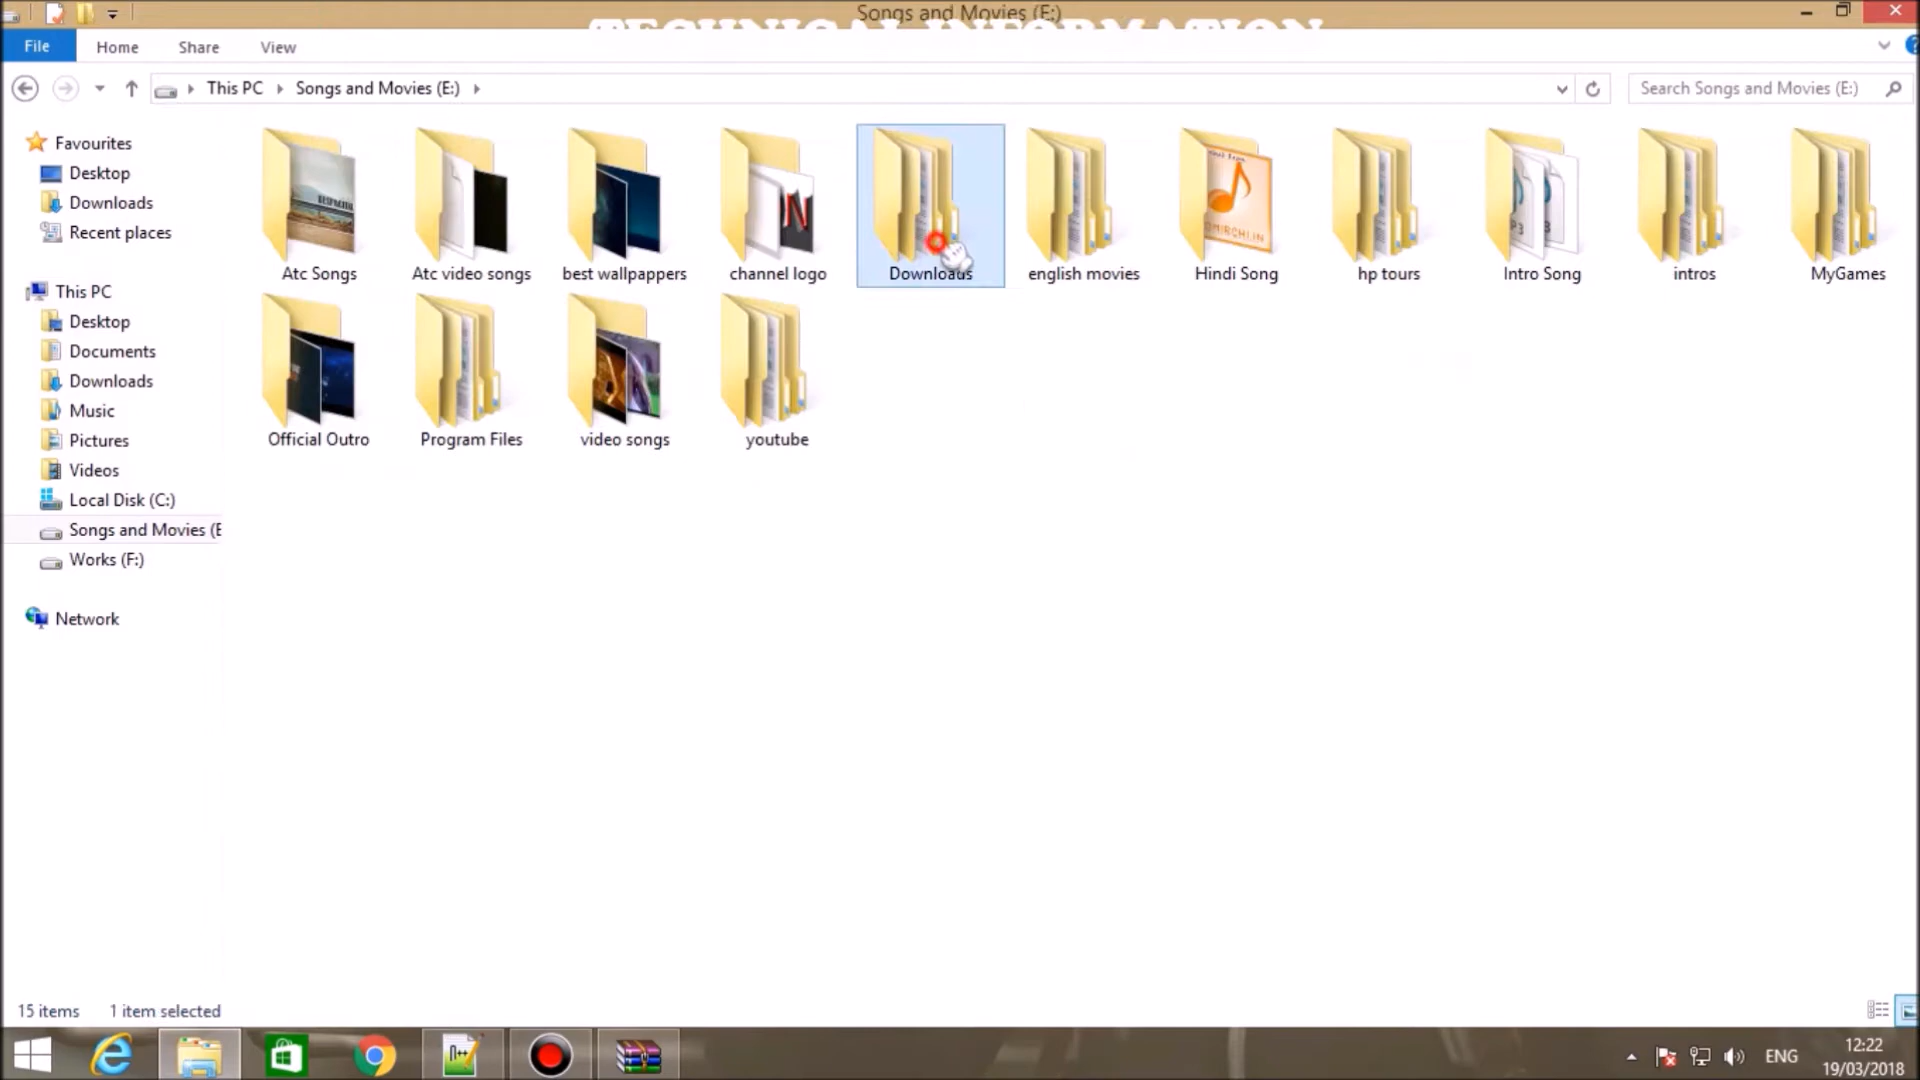 Songs and Movies (E:)
TECHNICAL INFORMATION
File Home Share View
This PC Songs and Movies (E:)
Search Songs and Movies (E:)
Favourites
Desktop
Downloads
Recent places
This PC
Desktop
Documents
Downloads
Music
Pictures
Videos
Local Disk (C:)
Songs and Movies (E
Works (F:)
Network
Atc Songs
Atc video songs
best wallpappers
channel logo
Downloads
english movies
Hindi Song
hp tours
Intro Song
intros
MyGames
Official Outro
Program Files
video songs
youtube
15 items 1 item selected
ENG
12:22
19/03/2018